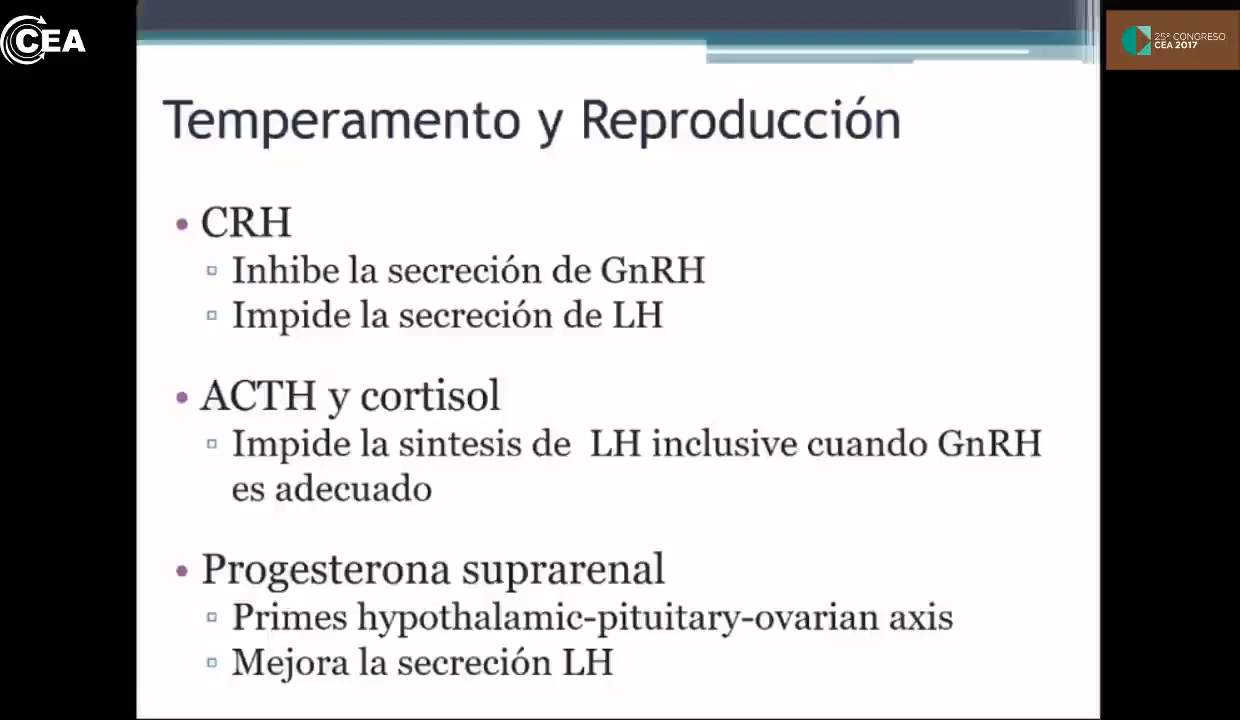 CEA
25º CONGRESO
CEA 2017
Temperamento y Reproducción
• CRH
▫ Inhibe la secreción de GnRH
▫ Impide la secreción de LH
• ACTH y cortisol
▫ Impide la sintesis de LH inclusive cuando GnRH
es adecuado
• Progesterona suprarenal
▫ Primes hypothalamic-pituitary-ovarian axis
▫ Mejora la secreción LH